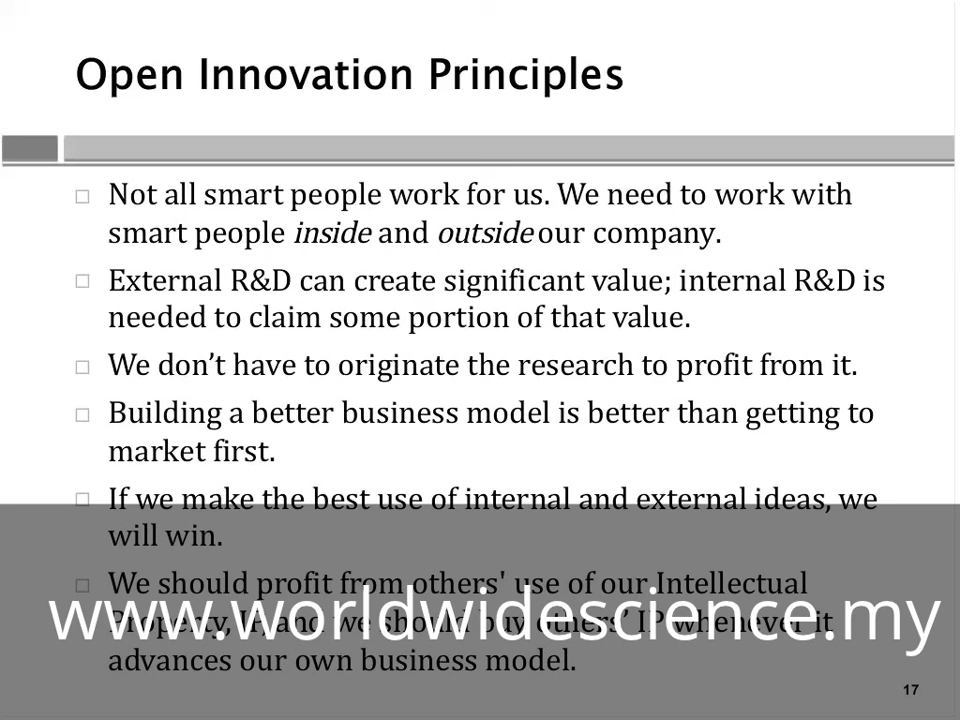 Open Innovation Principles
Not all smart people work for us. We need to work with
smart people inside and outside our company.
External R&D can create significant value; internal R&D is
needed to claim some portion of that value.
We don’t have to originate the research to profit from it.
Building a better business model is better than getting to
market first.
If we make the best use of internal and external ideas, we
will win.
We should profit from others' use of our Intellectual
Property, IP, and we should buy others’ IP whenever it
advances our own business model.
www.worldwidescience.my
17